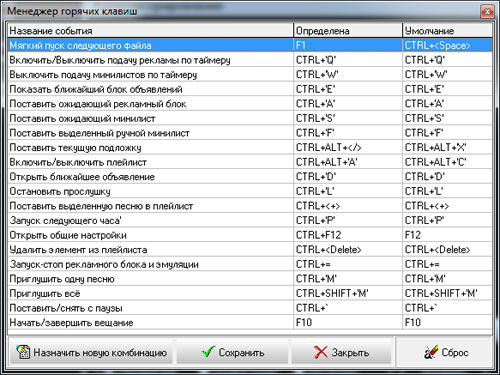 Менеджер горячих клавиш
Название события Определена Умолчание
Мягкий пуск следующего файла F1 CTRL+<Space>
Включить/Выключить подачу рекламы по таймеру CTRL+'Q' CTRL+'Q'
Выключить подачу минилистов по таймеру CTRL+'W' CTRL+'W'
Показать ближайший блок объявлений CTRL+'E' CTRL+'E'
Поставить ожидающий рекламный блок CTRL+'A' CTRL+'A'
Поставить ожидающий минилист CTRL+'S' CTRL+'S'
Поставить выделенный ручной минилист CTRL+'F' CTRL+'F'
Поставить текущую подложку CTRL+ALT+</> CTRL+ALT+'X'
Включить/выключить плейлист CTRL+ALT+'A' CTRL+ALT+'C'
Открыть ближайшее объявление CTRL+'D' CTRL+'D'
Остановить прослушку CTRL+'L' CTRL+'L'
Поставить выделенную песню в плейлист CTRL+<+> CTRL+<+>
Запуск следующего часа' CTRL+'P' CTRL+'P'
Открыть общие настройки CTRL+F12 F12
Удалить элемент из плейлиста CTRL+<Delete> CTRL+<Delete>
Запуск-стоп рекламного блока и эмуляции CTRL+= CTRL+=
Приглушить одну песню CTRL+'M' CTRL+'M'
Приглушить всё CTRL+SHIFT+'M' CTRL+SHIFT+'M'
Поставить/снять с паузы CTRL+` CTRL+`
Начать/завершить вещание F10 F10
Назначить новую комбинацию Сохранить Закрыть Сброс